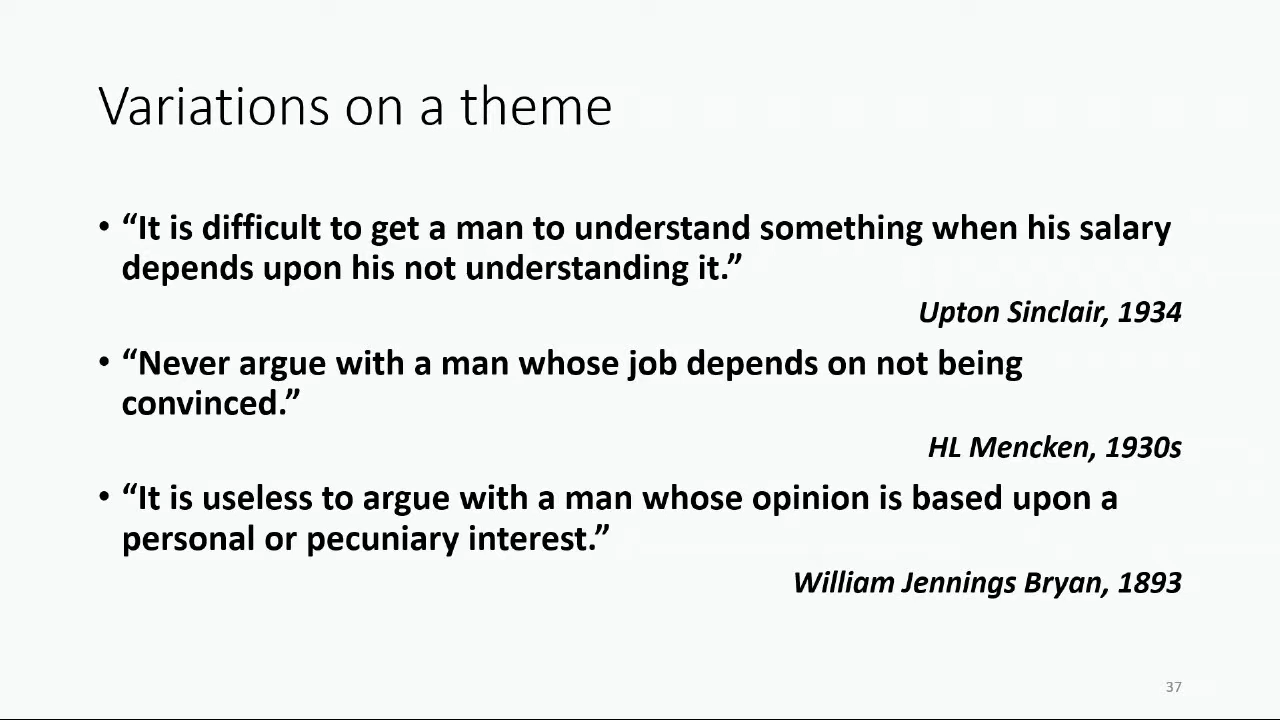 Variations on a theme
• “It is difficult to get a man to understand something when his salary
depends upon his not understanding it.”
Upton Sinclair, 1934
• “Never argue with a man whose job depends on not being
convinced.”
HL Mencken, 1930s
• “It is useless to argue with a man whose opinion is based upon a
personal or pecuniary interest.”
William Jennings Bryan, 1893
37